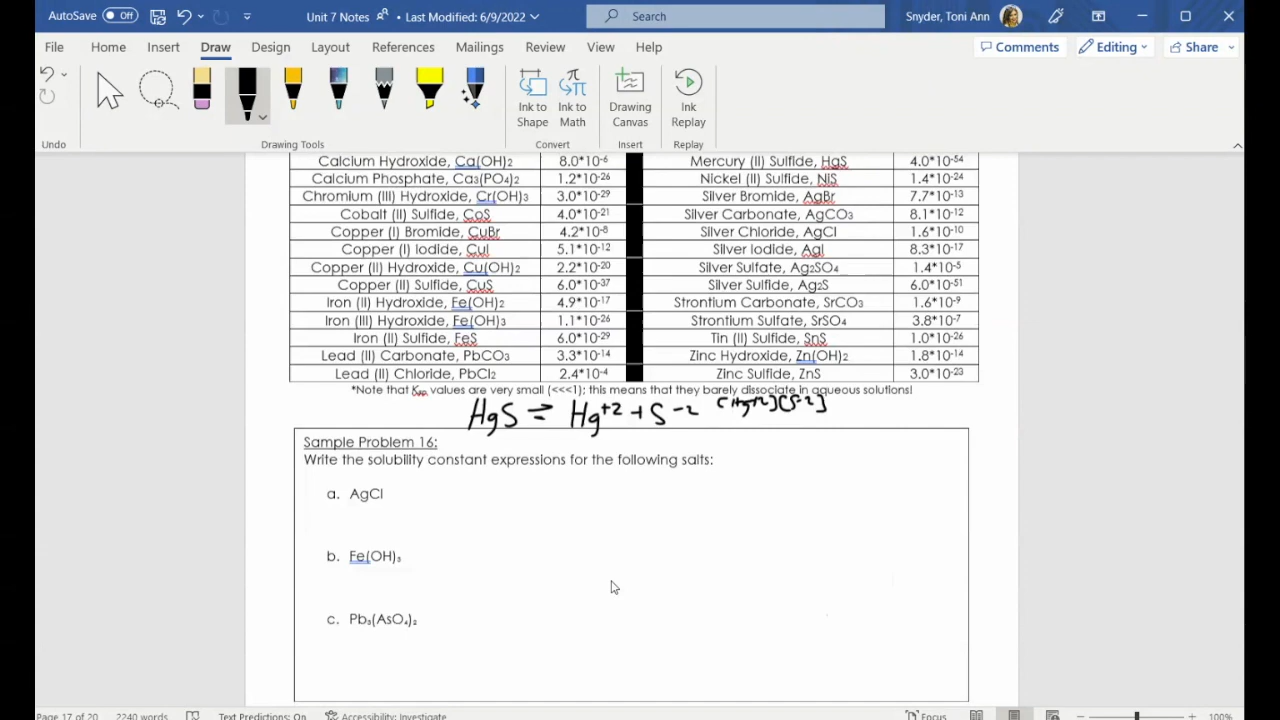 AutoSave Off Unit 7 Notes • Last Modified: 6/9/2022 Search Snyder, Toni Ann
File Home Insert Draw Design Layout References Mailings Review View Help Comments Editing Share
Ink to Shape Ink to Math Drawing Canvas Ink Replay
Undo Drawing Tools Convert Insert Replay
Calcium Hydroxide, Ca(OH)₂ 8.0*10⁻⁶ Mercury (II) Sulfide, HgS 4.0*10⁻⁵⁴
Calcium Phosphate, Ca₃(PO₄)₂ 1.2*10⁻²⁶ Nickel (II) Sulfide, NiS 1.4*10⁻²⁴
Chromium (III) Hydroxide, Cr(OH)₃ 3.0*10⁻²⁹ Silver Bromide, AgBr 7.7*10⁻¹³
Cobalt (II) Sulfide, CoS 4.0*10⁻²¹ Silver Carbonate, AgCO₃ 8.1*10⁻¹²
Copper (I) Bromide, CuBr 4.2*10⁻⁸ Silver Chloride, AgCl 1.6*10⁻¹⁰
Copper (I) Iodide, CuI 5.1*10⁻¹² Silver Iodide, AgI 8.3*10⁻¹⁷
Copper (II) Hydroxide, Cu(OH)₂ 2.2*10⁻²⁰ Silver Sulfate, Ag₂SO₄ 1.4*10⁻⁵
Copper (II) Sulfide, CuS 6.0*10⁻³⁷ Silver Sulfide, Ag₂S 6.0*10⁻⁵¹
Iron (II) Hydroxide, Fe(OH)₂ 4.9*10⁻¹⁷ Strontium Carbonate, SrCO₃ 1.6*10⁻⁹
Iron (III) Hydroxide, Fe(OH)₃ 1.1*10⁻²⁶ Strontium Sulfate, SrSO₄ 3.8*10⁻⁷
Iron (II) Sulfide, FeS 6.0*10⁻²⁹ Tin (II) Sulfide, SnS 1.0*10⁻²⁶
Lead (II) Carbonate, PbCO₃ 3.3*10⁻¹⁴ Zinc Hydroxide, Zn(OH)₂ 1.8*10⁻¹⁴
Lead (II) Chloride, PbCl₂ 2.4*10⁻⁴ Zinc Sulfide, ZnS 3.0*10⁻²³
*Note that Ksp values are very small (<<<1); this means that they barely dissociate in aqueous solutions!
HgS ⇌ Hg⁺² + S⁻² [Hg⁺²][S⁻²]
Sample Problem 16:
Write the solubility constant expressions for the following salts:
a. AgCl
b. Fe(OH)₃
c. Pb₃(AsO₄)₂
Page 17 of 20 2240 words Text Predictions: On Accessibility: Investigate Focus 100%